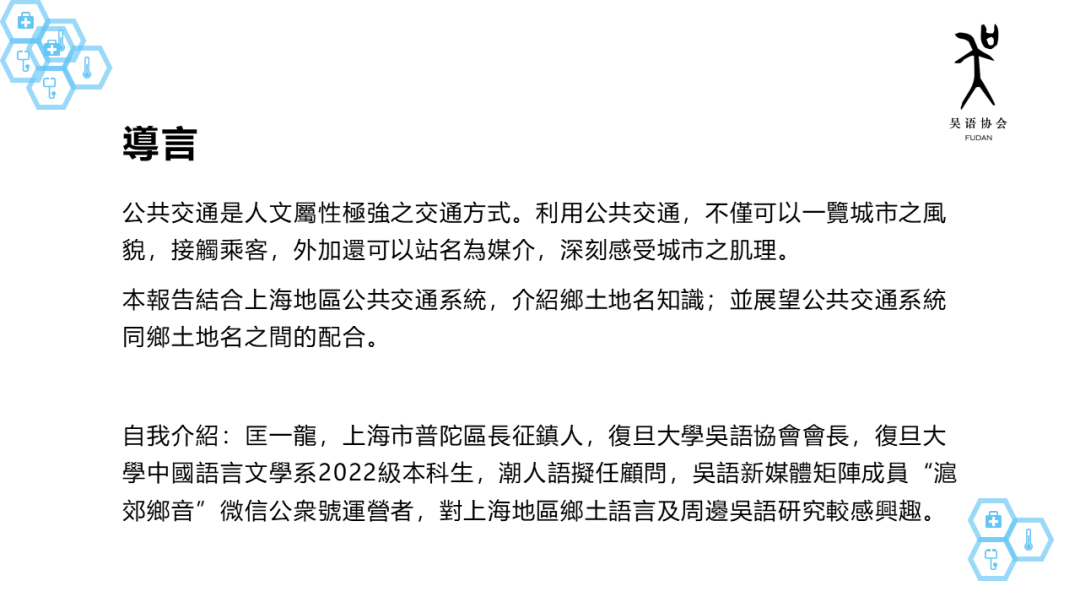 吴语协会
FUDAN
導言
公共交通是人文屬性極強之交通方式。利用公共交通，不僅可以一覽城市之風
貌，接觸乘客，外加還可以站名為媒介，深刻感受城市之肌理。
本報告結合上海地區公共交通系統，介紹鄉土地名知識；並展望公共交通系統
同鄉土地名之間的配合。
自我介紹：匡一龍，上海市普陀區長征鎮人，復旦大學吳語協會會長，復旦大
學中國語言文學系2022級本科生，潮人語擬任顧問，吳語新媒體矩陣成員“滬
郊鄉音”微信公衆號運營者，對上海地區鄉土語言及周邊吳語研究較感興趣。